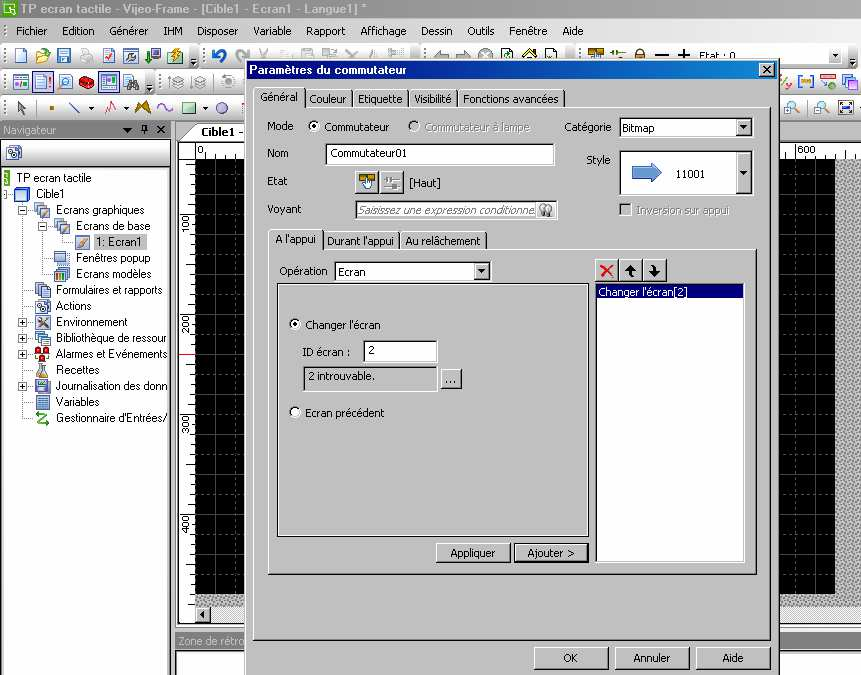 TP ecran tactile - Vijeo-Frame - [Cible1 - Ecran1 - Langue1] *
Fichier Edition Générer IHM Disposer Variable Rapport Affichage Commande Dessin Outils Fenêtre Aide
Etat : 0
Navigateur
TP ecran tactile
Cible1
Ecrans graphiques
Ecrans de base
1: Ecran1
Fenêtres popup
Ecrans modèles
Formulaires et rapports
Actions
Environnement
Bibliothèque de ressour
Alarmes et Evénements
Recettes
Journalisation des donn
Variables
Gestionnaire d'Entrées/
Cible1 -
0
600
100
200
300
400
Zone de rétro
Paramètres du commutateur
Général Couleur Etiquette Visibilité Fonctions avancées
Mode Commutateur Commutateur à lampe Catégorie Bitmap
Nom Commutateur01 Style 11001
Etat [Haut]
Voyant Saisissez une expression conditionne Inversion sur appui
A l'appui Durant l'appui Au relâchement
Opération Ecran
Changer l'écran[2]
Changer l'écran
ID écran : 2
2 introuvable. ...
Ecran précédent
Appliquer Ajouter >
OK Annuler Aide